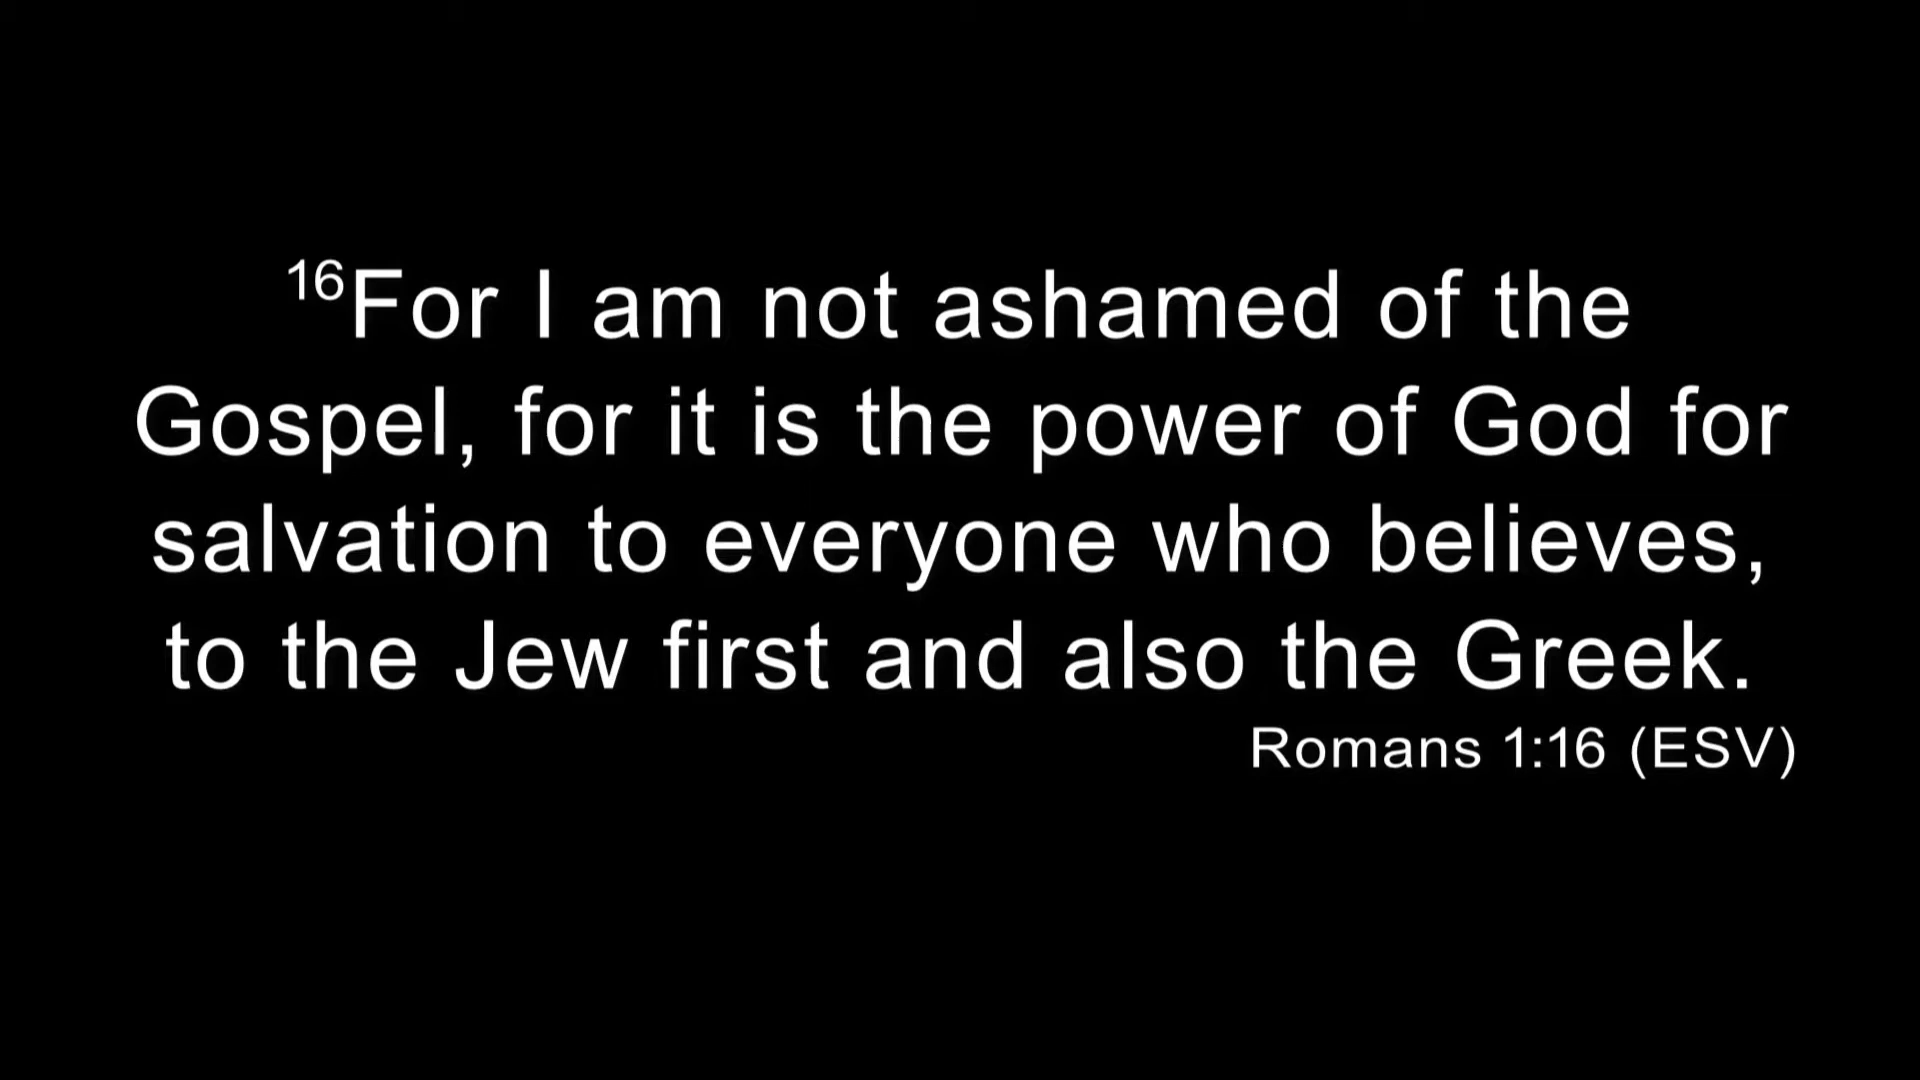 16For I am not ashamed of the
Gospel, for it is the power of God for
salvation to everyone who believes,
to the Jew first and also the Greek.
Romans 1:16 (ESV)